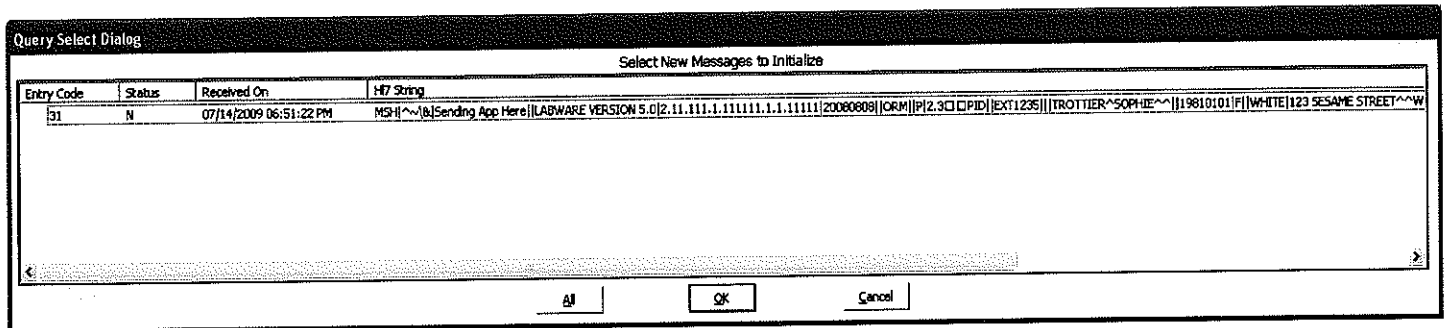 Query Select Dialog
Select New Messages to Initialize
Entry Code Status Received On Hl7 String
31 N 07/14/2009 06:51:22 PM MSH|^~\&|Sending App Here||LABWARE VERSION 5.0|2.11.111.1.111111.1.1.11111|20080808||ORM||P|2.3□□PID||EXT1235|||TROTTIER^SOPHIE^^||19810101|F||WHITE|123 SESAME STREET^^W
All OK Cancel